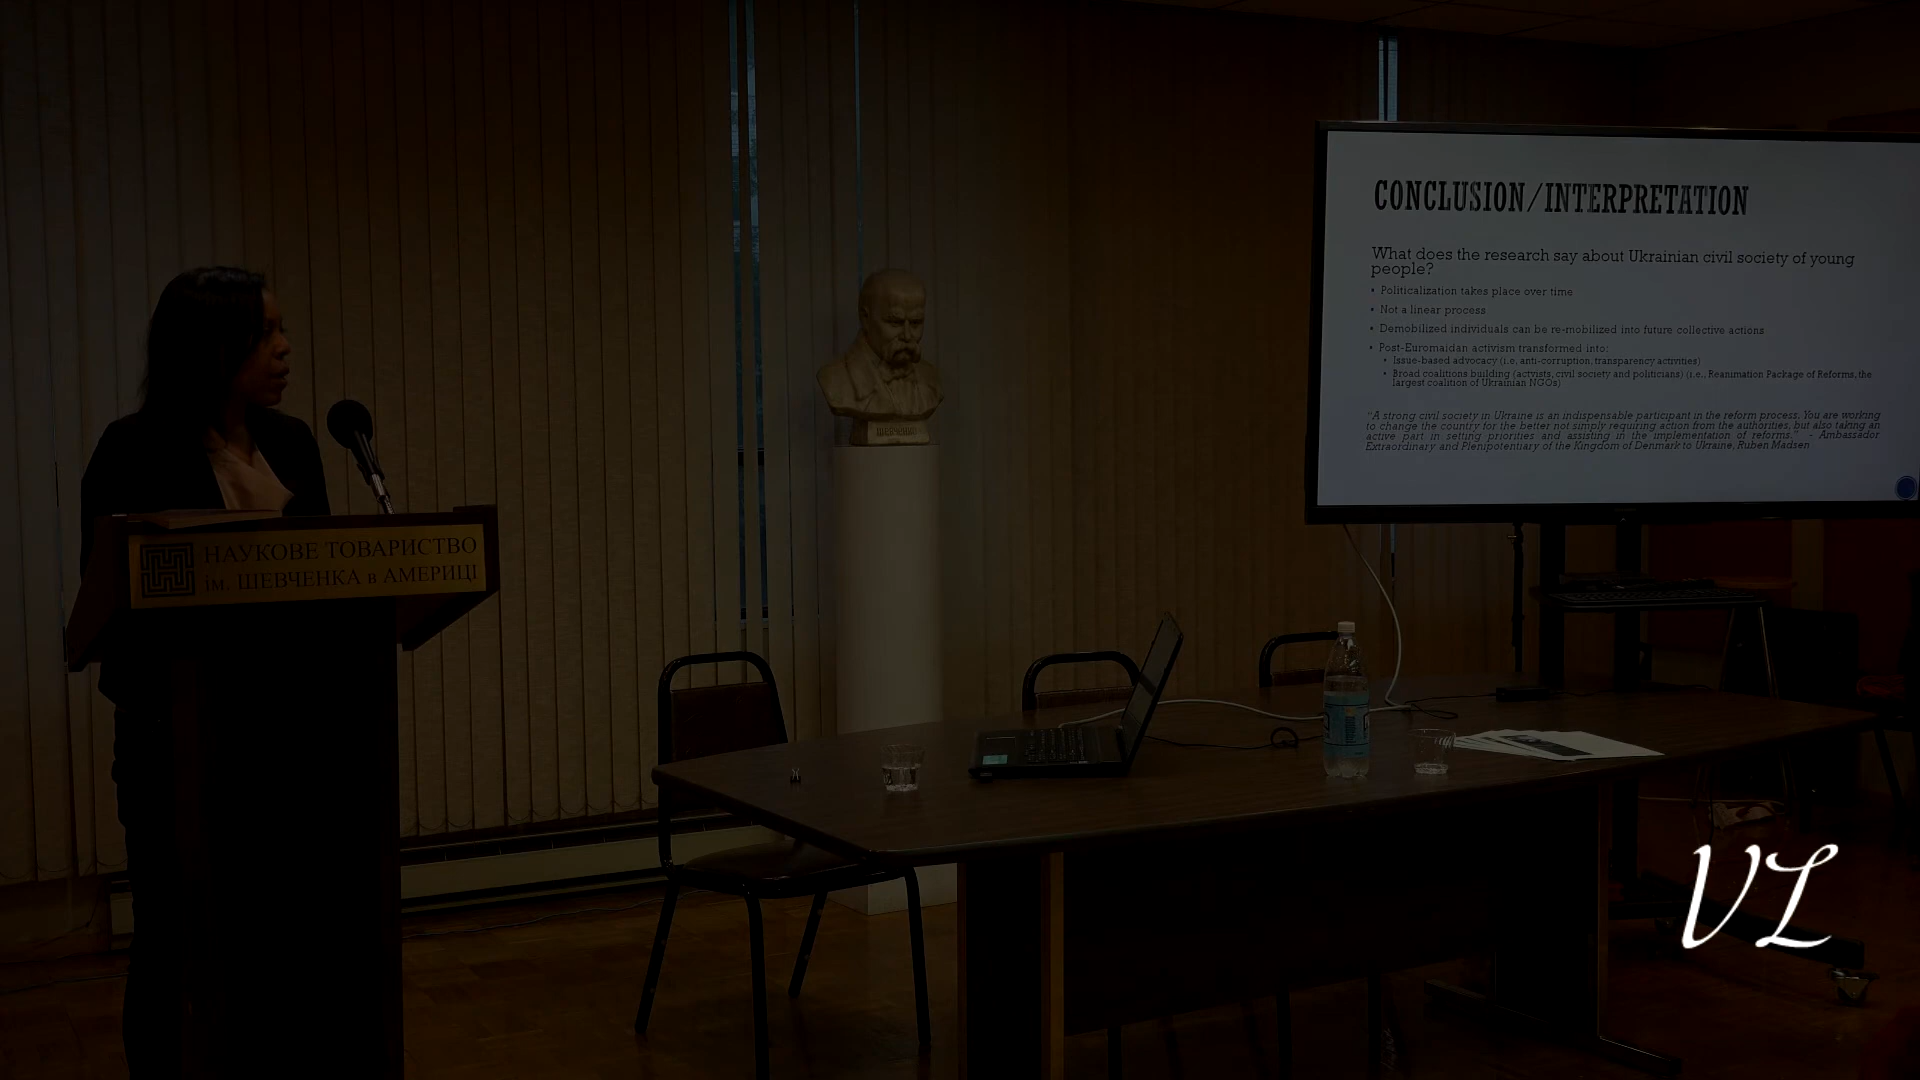 CONCLUSION/INTERPRETATION
What does the research say about Ukrainian civil society of young
people?
• Politicalization takes place over time
• Not a linear process
• Demobilized individuals can be re-mobilized into future collective actions
• Post-Euromaidan activism transformed into:
• Issue-based advocacy (i.e. anti-corruption, transparency activities)
• Broad coalitions building (activists, civil society and politicians) (i.e., Reanimation Package of Reforms, the
largest coalition of Ukrainian NGOs)
"A strong civil society in Ukraine is an indispensable participant in the reform process. You are working
to change the country for the better not simply requiring action from the authorities, but also taking an
active part in setting priorities and assisting in the implementation of reforms." - Ambassador
Extraordinary and Plenipotentiary of the Kingdom of Denmark to Ukraine, Ruben Madsen
ШЕВЧЕНКО
НАУКОВЕ ТОВАРИСТВО
ім. ШЕВЧЕНКА в АМЕРИЦІ
VL